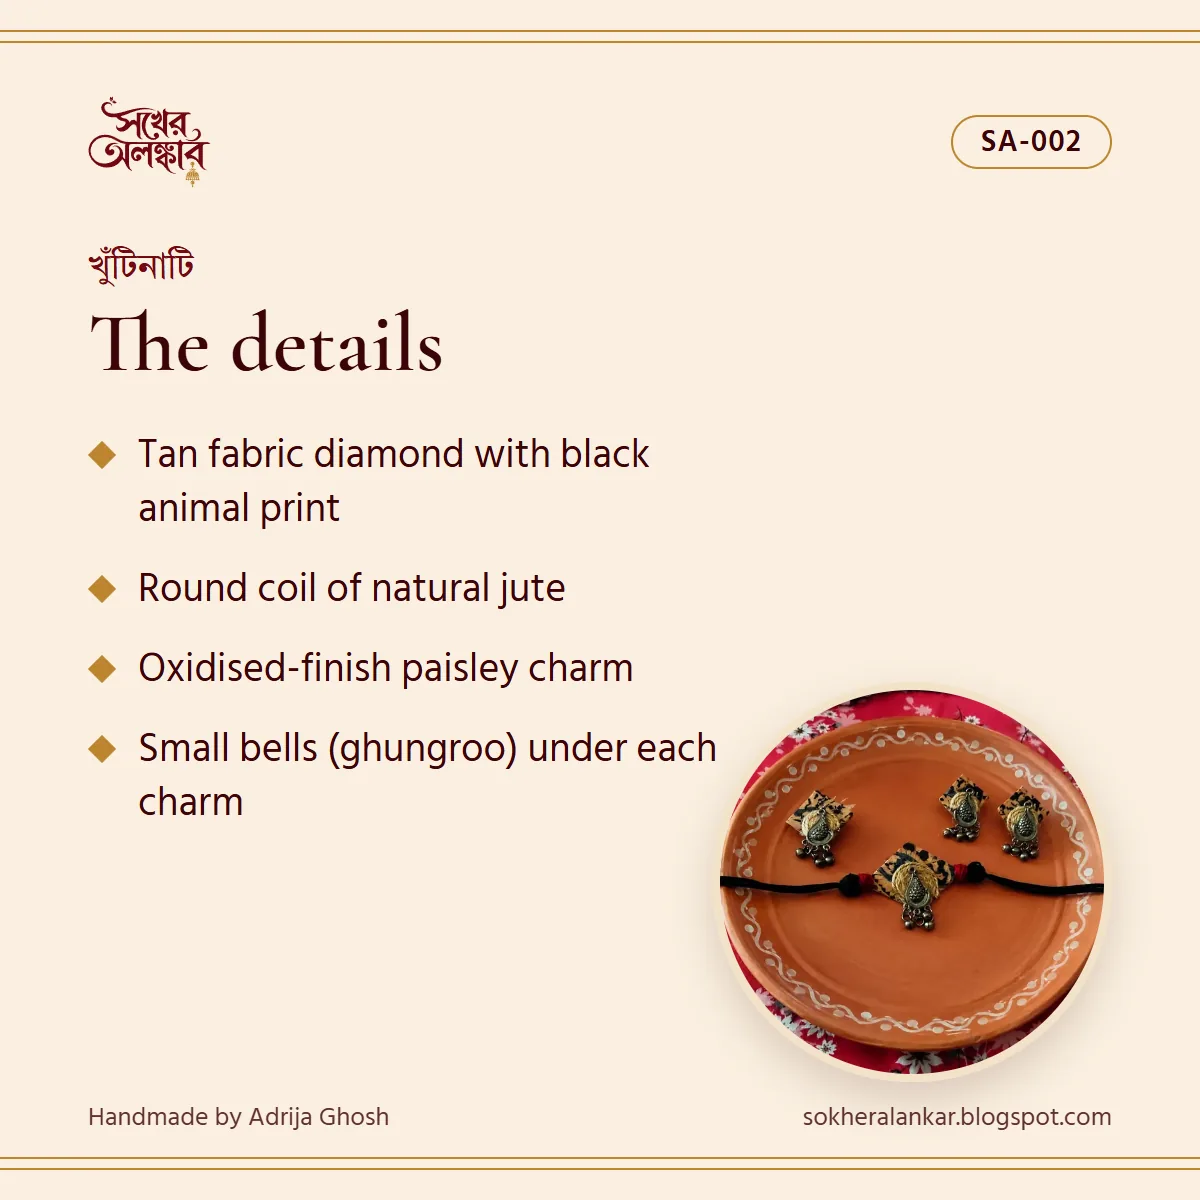 সখের
অলঙ্কার
SA-002
খুঁটিনাটি
The details
Tan fabric diamond with black
animal print
Round coil of natural jute
Oxidised-finish paisley charm
Small bells (ghungroo) under each
charm
Handmade by Adrija Ghosh
sokheralankar.blogspot.com